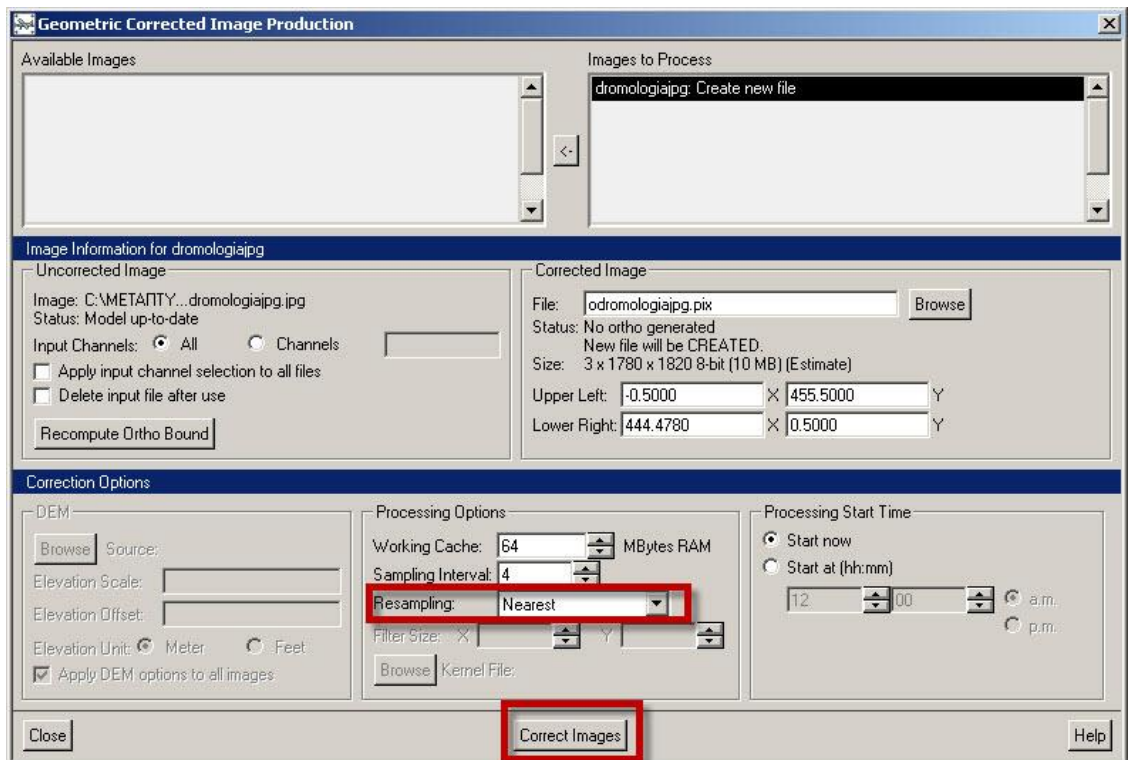 Geometric Corrected Image Production
Available Images
Images to Process
dromologiajpg: Create new file
<-
Image Information for dromologiajpg
Uncorrected Image
Image: C:\ΜΕΤΑΠΤΥ...dromologiajpg.jpg
Status: Model up-to-date
Input Channels: All Channels
Apply input channel selection to all files
Delete input file after use
Recompute Ortho Bound
Corrected Image
File: odromologiajpg.pix Browse
Status: No ortho generated
New file will be CREATED.
Size: 3 x 1780 x 1820 8-bit (10 MB) (Estimate)
Upper Left: -0.5000 X 455.5000 Y
Lower Right: 444.4780 X 0.5000 Y
Correction Options
DEM
Browse Source:
Elevation Scale:
Elevation Offset:
Elevation Unit: Meter Feet
Apply DEM options to all images
Processing Options
Working Cache: 64 MBytes RAM
Sampling Interval: 4
Resampling: Nearest
Filter Size: X Y
Browse Kernel File:
Processing Start Time
Start now
Start at (hh:mm)
12 :00 a.m.
p.m.
Close
Correct Images
Help